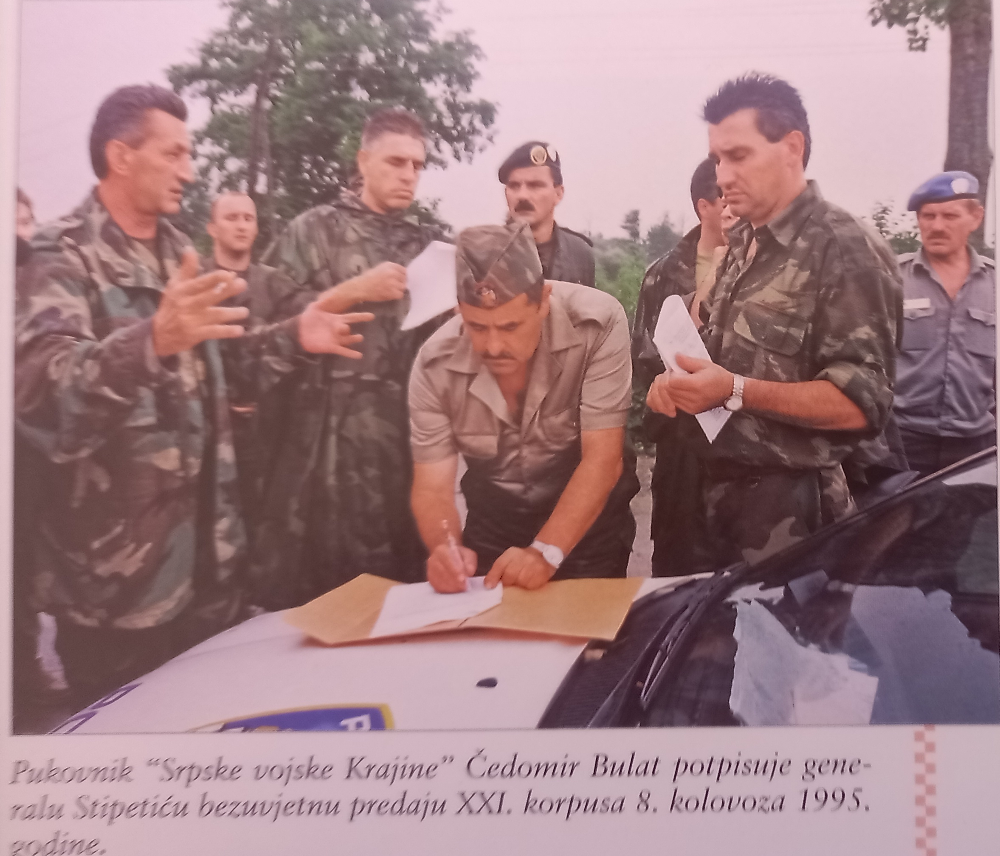 Pukovnik “Srpske vojske Krajine” Čedomir Bulat potpisuje gene-
ralu Stipetiću bezuvjetnu predaju XXI. korpusa 8. kolovoza 1995.
godine.